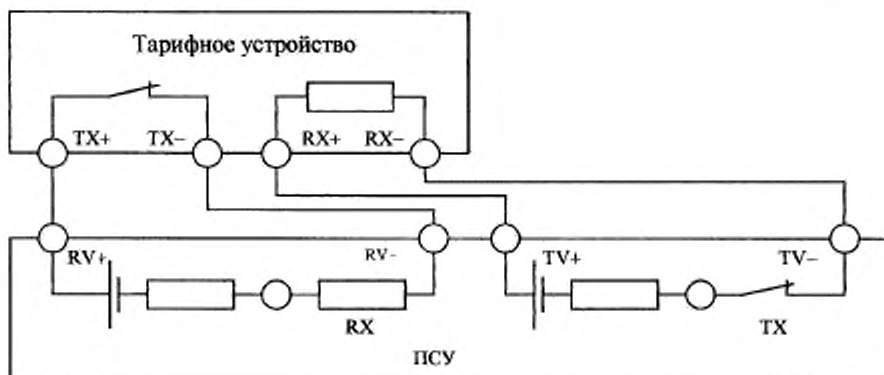 Тарифное устройство
TX+ TX− RX+ RX−
RV+ RV− TV+ TV−
RX TX
ПСУ